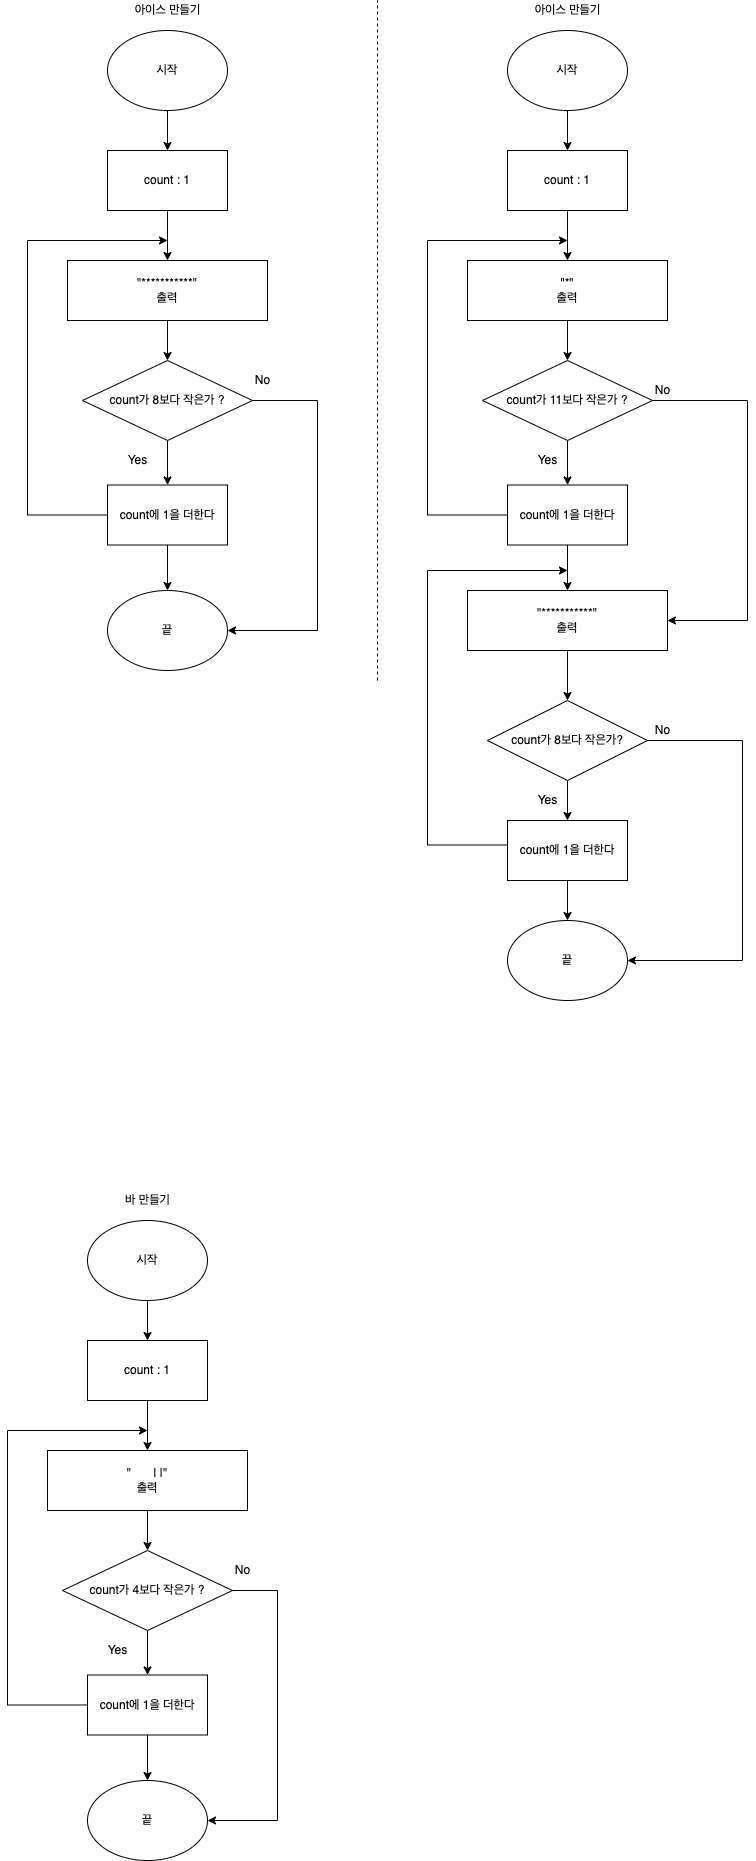 아이스 만들기
시작
count : 1
"***********"
출력
count가 8보다 작은가 ?
No
Yes
count에 1을 더한다
끝
아이스 만들기
시작
count : 1
"*"
출력
count가 11보다 작은가 ?
No
Yes
count에 1을 더한다
"***********"
출력
count가 8보다 작은가?
No
Yes
count에 1을 더한다
끝
바 만들기
시작
count : 1
"      | |"
출력
count가 4보다 작은가 ?
No
Yes
count에 1을 더한다
끝